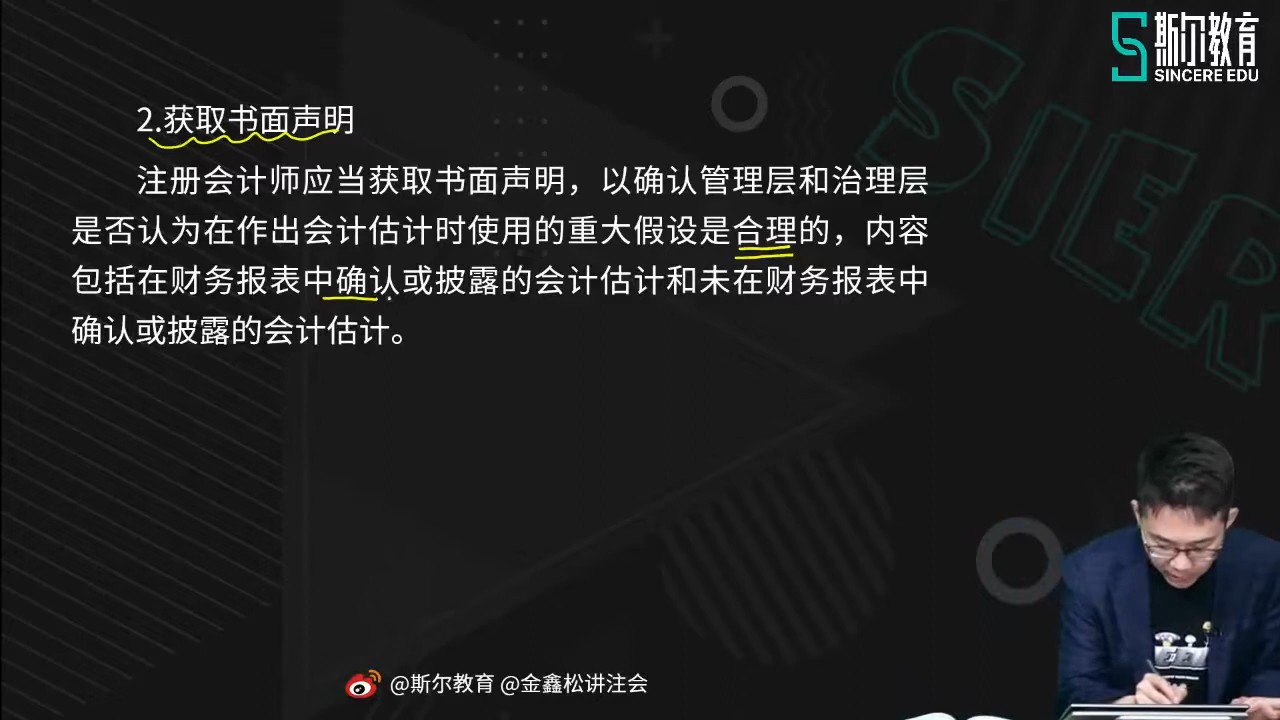 斯尔教育
SINCERE EDU
SIER
2.获取书面声明
注册会计师应当获取书面声明，以确认管理层和治理层
是否认为在作出会计估计时使用的重大假设是合理的，内容
包括在财务报表中确认或披露的会计估计和未在财务报表中
确认或披露的会计估计。
@斯尔教育 @金鑫松讲注会